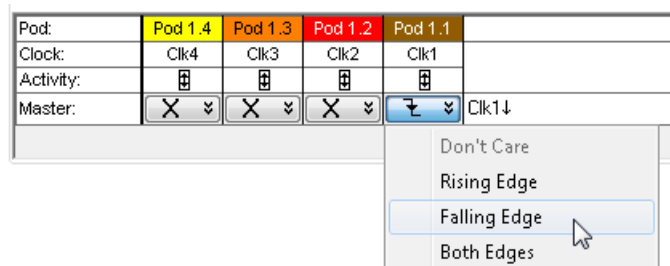 Pod: Pod 1.4 Pod 1.3 Pod 1.2 Pod 1.1
Clock: Clk4 Clk3 Clk2 Clk1
Activity:
Master: X X X Clk1↓
Don't Care
Rising Edge
Falling Edge
Both Edges